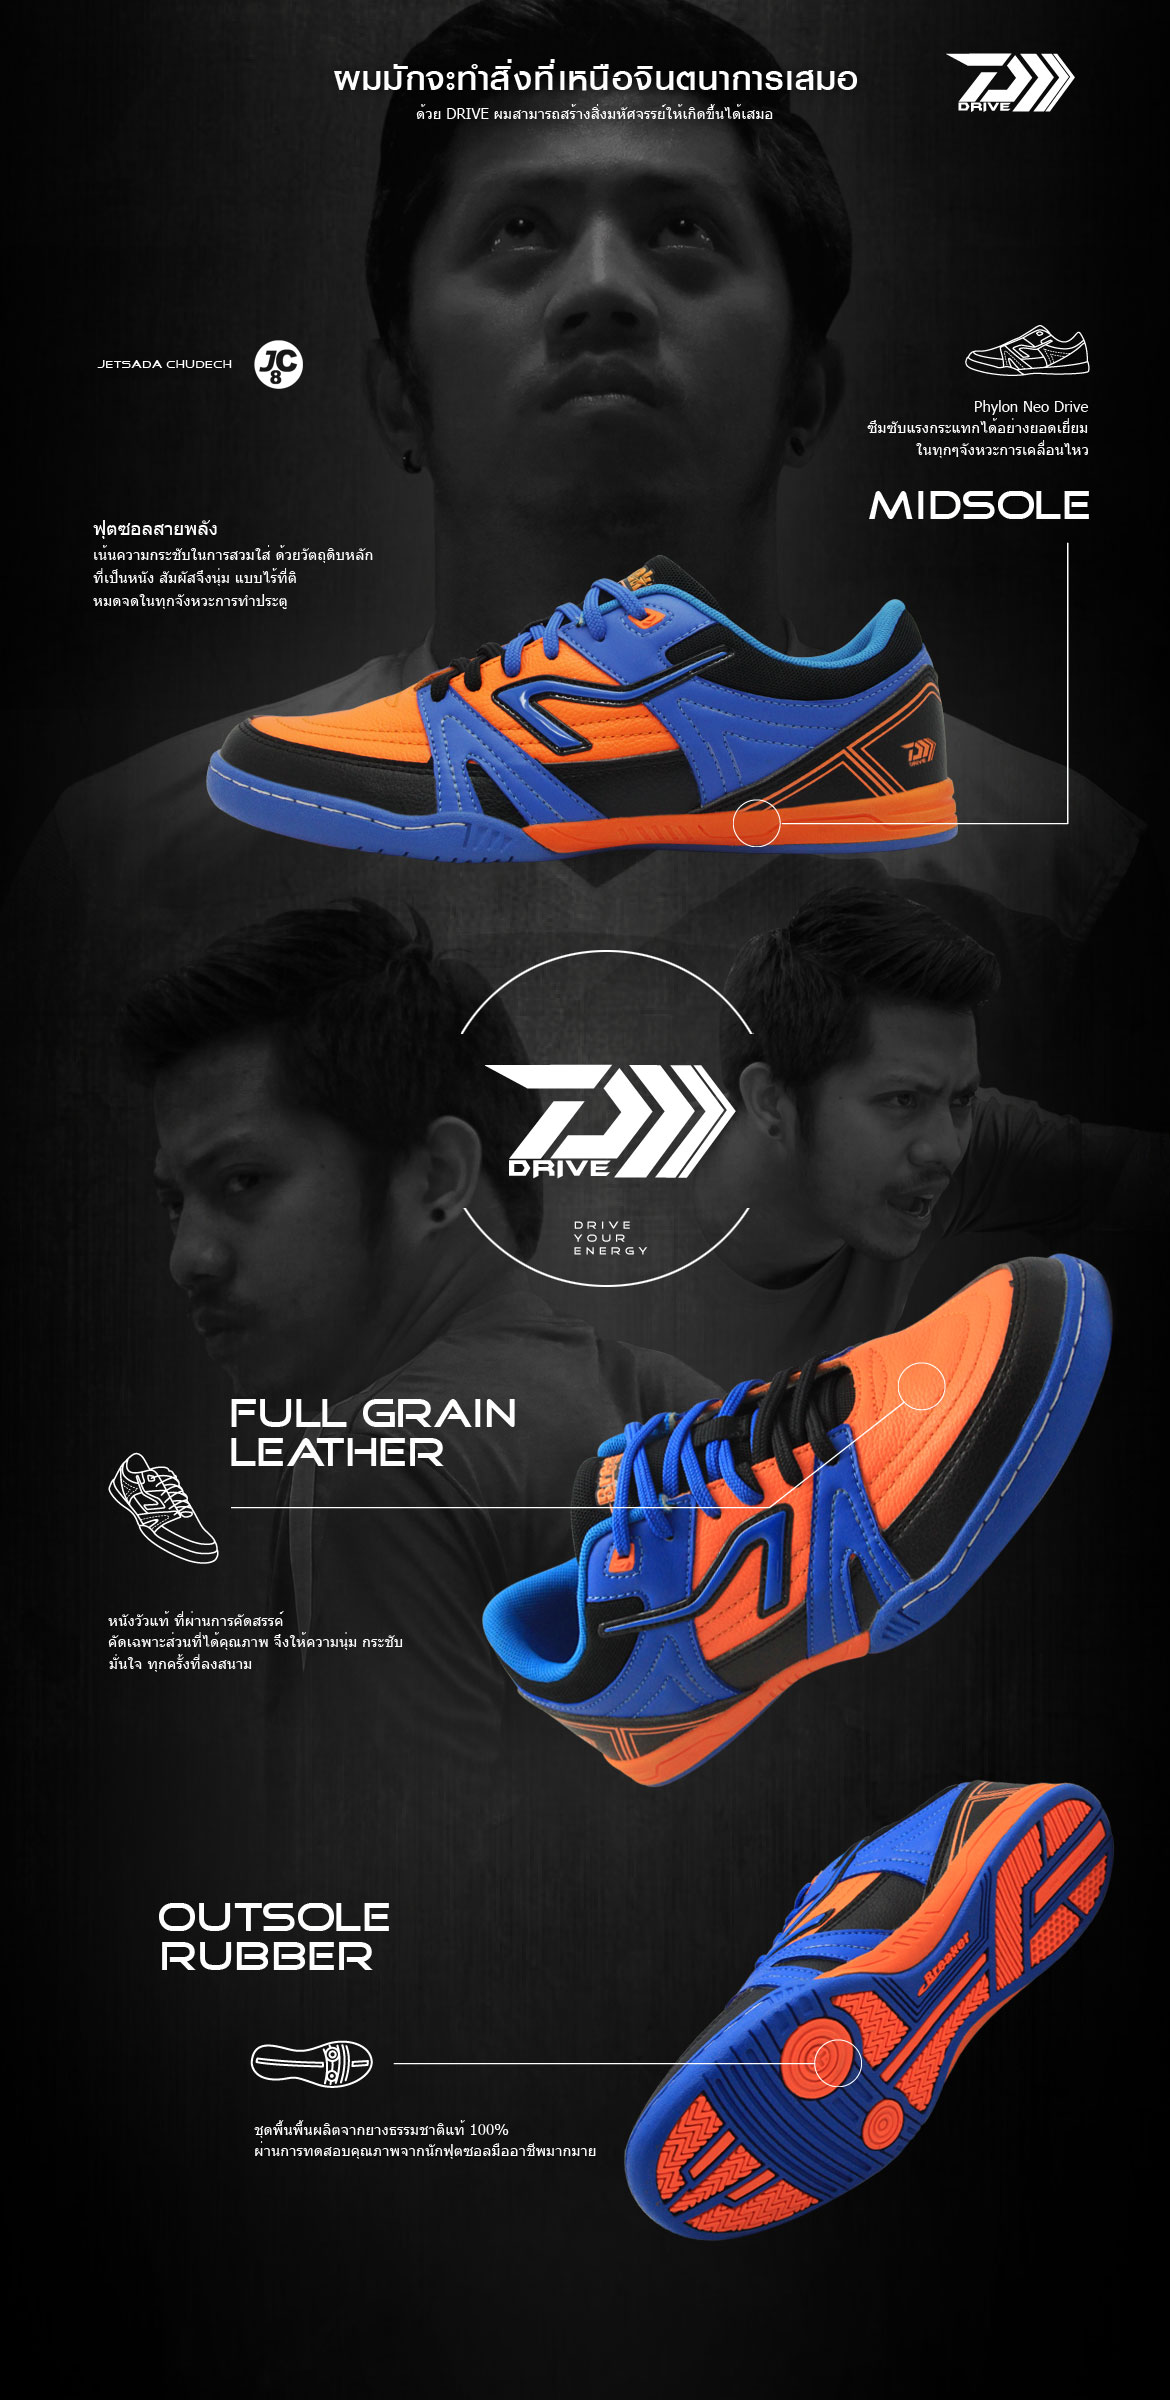 ผมมักจะทำสิ่งที่เหนือจินตนาการเสมอ
ด้วย DRIVE ผมสามารถสร้างสิ่งมหัศจรรย์ให้เกิดขึ้นได้เสมอ
DRIVE
JETSADA CHUDECH
JC
8
Phylon Neo Drive
ซึมซับแรงกระแทกได้อย่างยอดเยี่ยม
ในทุกๆจังหวะการเคลื่อนไหว
MIDSOLE
ฟุตซอลสายพลัง
เน้นความกระชับในการสวมใส่ ด้วยวัตถุดิบหลัก
ที่เป็นหนัง สัมผัสจึงนุ่ม แบบไร้ที่ติ
หมดจดในทุกจังหวะการทำประตู
DRIVE
DRIVE
DRIVE
YOUR
ENERGY
FULL GRAIN
LEATHER
หนังวัวแท้ ที่ผ่านการคัดสรรค์
คัดเฉพาะส่วนที่ได้คุณภาพ จึงให้ความนุ่ม กระชับ
มั่นใจ ทุกครั้งที่ลงสนาม
OUTSOLE
RUBBER
Breaker
ชุดพื้นพื้นผลิตจากยางธรรมชาติแท้ 100%
ผ่านการทดสอบคุณภาพจากนักฟุตซอลมืออาชีพมากมาย